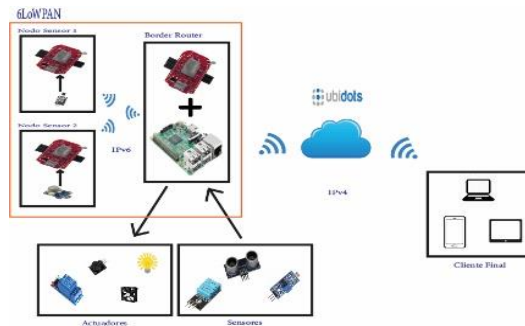 6LoWPAN
Nodo Sensor 1
Border Router
Nodo Sensor 2
IPv6
ubidots
IPv4
Cliente Final
Actuadores
Sensores